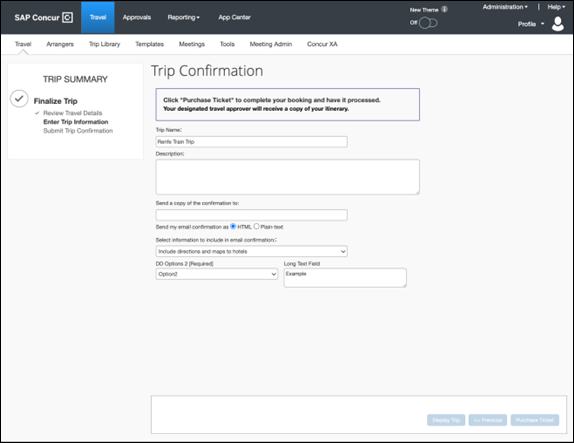 SAP Concur C Travel Approvals Reporting App Center
New Theme
Off
Administration | Help
Profile
Travel Arrangers Trip Library Templates Meetings Tools Meeting Admin Concur XA
TRIP SUMMARY
Finalize Trip
Review Travel Details
Enter Trip Information
Submit Trip Confirmation
Trip Confirmation
Click "Purchase Ticket" to complete your booking and have it processed.
Your designated travel approver will receive a copy of your itinerary.
Trip Name:
Renfe Train Trip
Description:
Send a copy of the confirmation to:
Send my email confirmation as HTML Plain-text
Select information to include in email confirmation:
Include directions and maps to hotels
DD Options 2 [Required] Long Text Field
Option2 Example
Display Trip << Previous Purchase Ticket